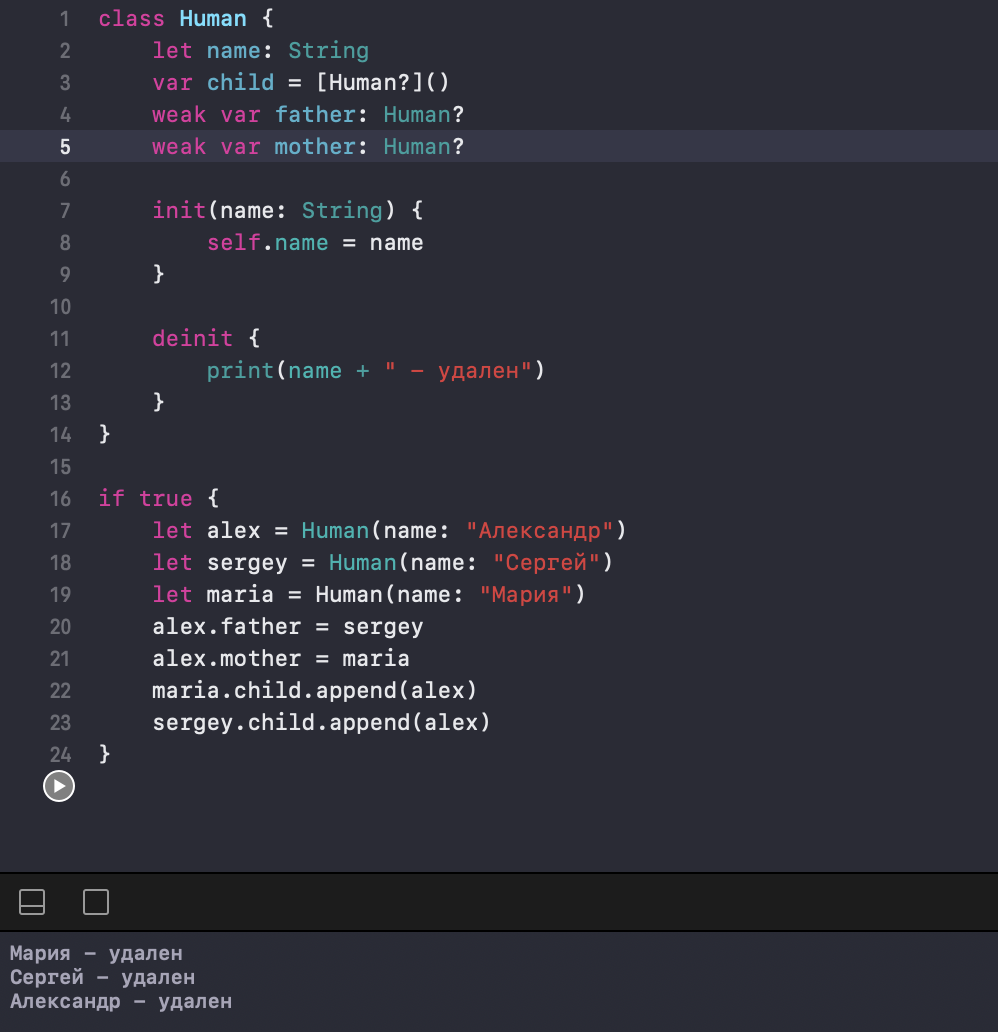 1 class Human {
2     let name: String
3     var child = [Human?]()
4     weak var father: Human?
5     weak var mother: Human?
6
7     init(name: String) {
8         self.name = name
9     }
10
11     deinit {
12         print(name + " — удален")
13     }
14 }
15
16 if true {
17     let alex = Human(name: "Александр")
18     let sergey = Human(name: "Сергей")
19     let maria = Human(name: "Мария")
20     alex.father = sergey
21     alex.mother = maria
22     maria.child.append(alex)
23     sergey.child.append(alex)
24 }
Мария — удален
Сергей — удален
Александр — удален